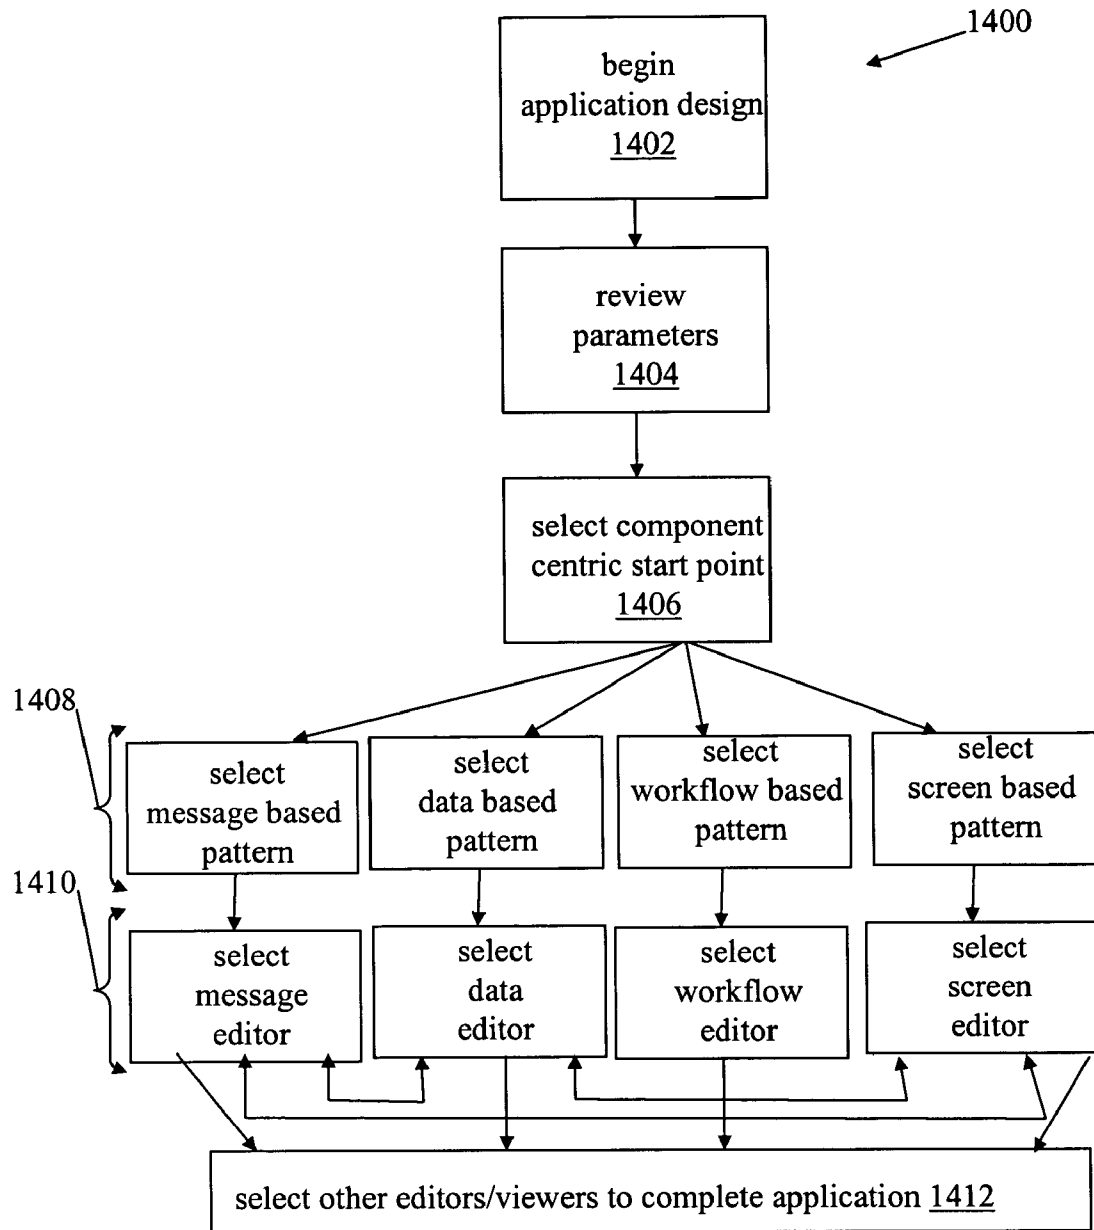 1400
begin
application design
1402
review
parameters
1404
select component
centric start point
1406
1408
select
message based
pattern
select
data based
pattern
select
workflow based
pattern
select
screen based
pattern
1410
select
message
editor
select
data
editor
select
workflow
editor
select
screen
editor
select other editors/viewers to complete application 1412